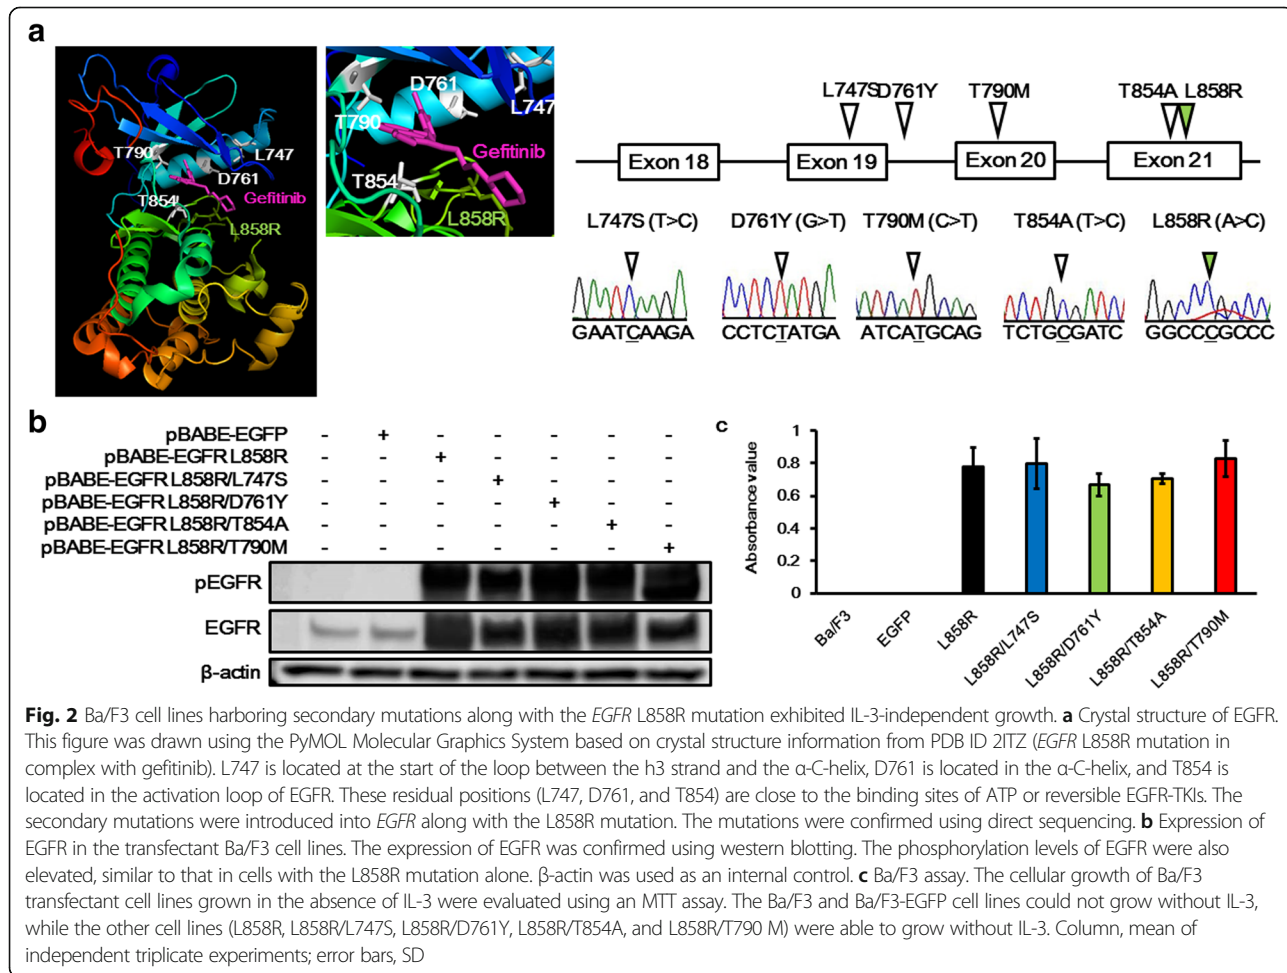 a
D761
L747
T790
Gefitinib
T854
L858R
T790
L747
D761
T854
Gefitinib
L858R
L747S D761Y T790M T854A L858R
Exon 18 Exon 19 Exon 20 Exon 21
L747S (T>C) D761Y (G>T) T790M (C>T) T854A (T>C) L858R (A>C)
GAATCAAGA CCTCTATGA ATCATGCAG TCTGCGATC GGCCCGCCC
b
pBABE-EGFP - + - - - - -
pBABE-EGFR L858R - - + - - - -
pBABE-EGFR L858R/L747S - - - + - - -
pBABE-EGFR L858R/D761Y - - - - + - -
pBABE-EGFR L858R/T854A - - - - - + -
pBABE-EGFR L858R/T790M - - - - - - +
pEGFR
EGFR
β-actin
c
Absorbance value
1
0.8
0.6
0.4
0.2
0
Ba/F3
EGFP
L858R
L858R/L747S
L858R/D761Y
L858R/T854A
L858R/T790M
Fig. 2 Ba/F3 cell lines harboring secondary mutations along with the EGFR L858R mutation exhibited IL-3-independent growth. a Crystal structure of EGFR.
This figure was drawn using the PyMOL Molecular Graphics System based on crystal structure information from PDB ID 2ITZ (EGFR L858R mutation in
complex with gefitinib). L747 is located at the start of the loop between the h3 strand and the α-C-helix, D761 is located in the α-C-helix, and T854 is
located in the activation loop of EGFR. These residual positions (L747, D761, and T854) are close to the binding sites of ATP or reversible EGFR-TKIs. The
secondary mutations were introduced into EGFR along with the L858R mutation. The mutations were confirmed using direct sequencing. b Expression of
EGFR in the transfectant Ba/F3 cell lines. The expression of EGFR was confirmed using western blotting. The phosphorylation levels of EGFR were also
elevated, similar to that in cells with the L858R mutation alone. β-actin was used as an internal control. c Ba/F3 assay. The cellular growth of Ba/F3
transfectant cell lines grown in the absence of IL-3 were evaluated using an MTT assay. The Ba/F3 and Ba/F3-EGFP cell lines could not grow without IL-3,
while the other cell lines (L858R, L858R/L747S, L858R/D761Y, L858R/T854A, and L858R/T790 M) were able to grow without IL-3. Column, mean of
independent triplicate experiments; error bars, SD